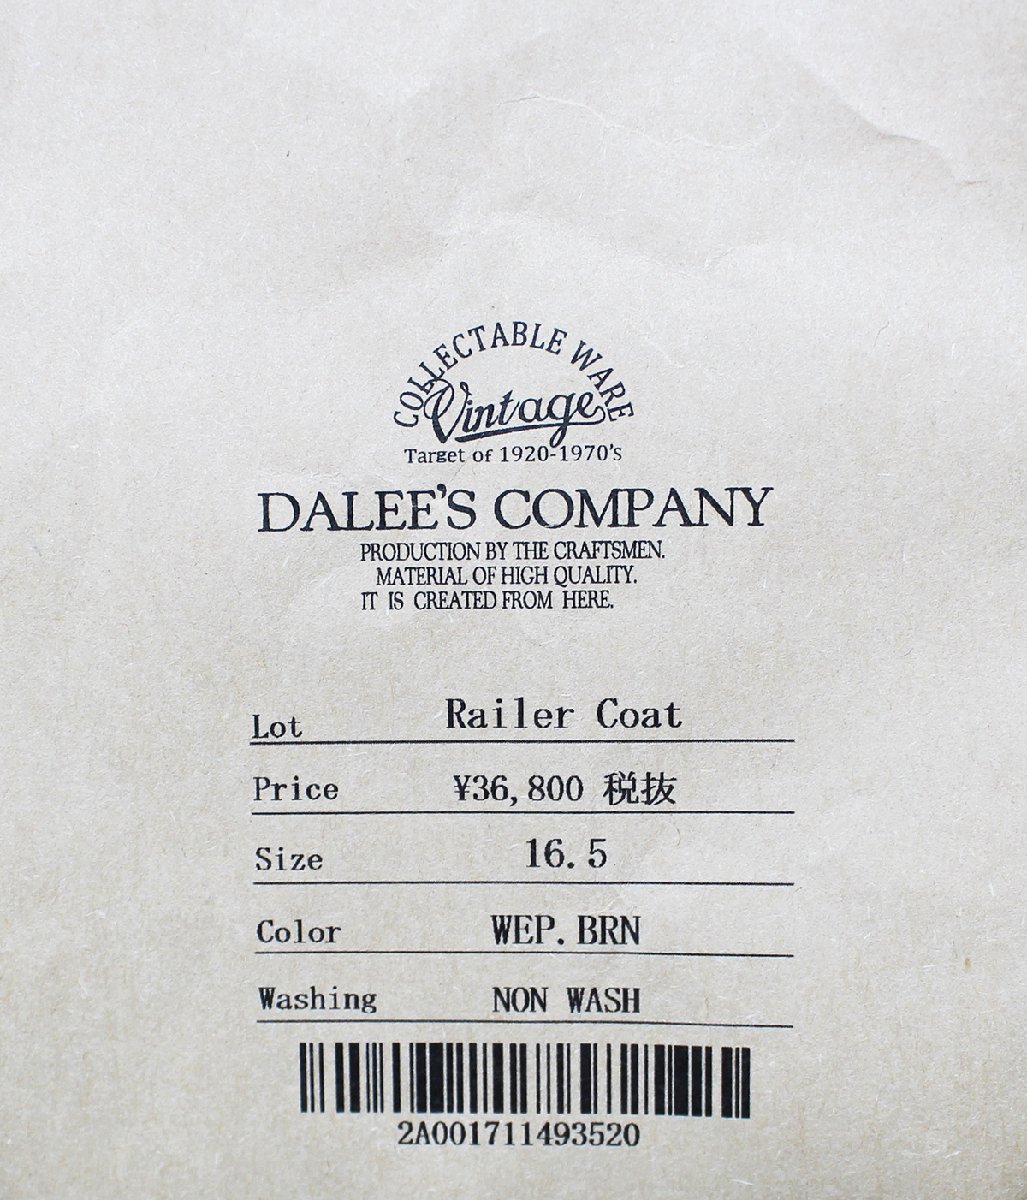 COLLECTABLE WARE
Vintage
Target of 1920-1970's
DALEE'S COMPANY
PRODUCTION BY THE CRAFTSMEN.
MATERIAL OF HIGH QUALITY.
IT IS CREATED FROM HERE.
Lot Railer Coat
Price ¥36,800 税抜
Size 16.5
Color WEP. BRN
Washing NON WASH
2A001711493520